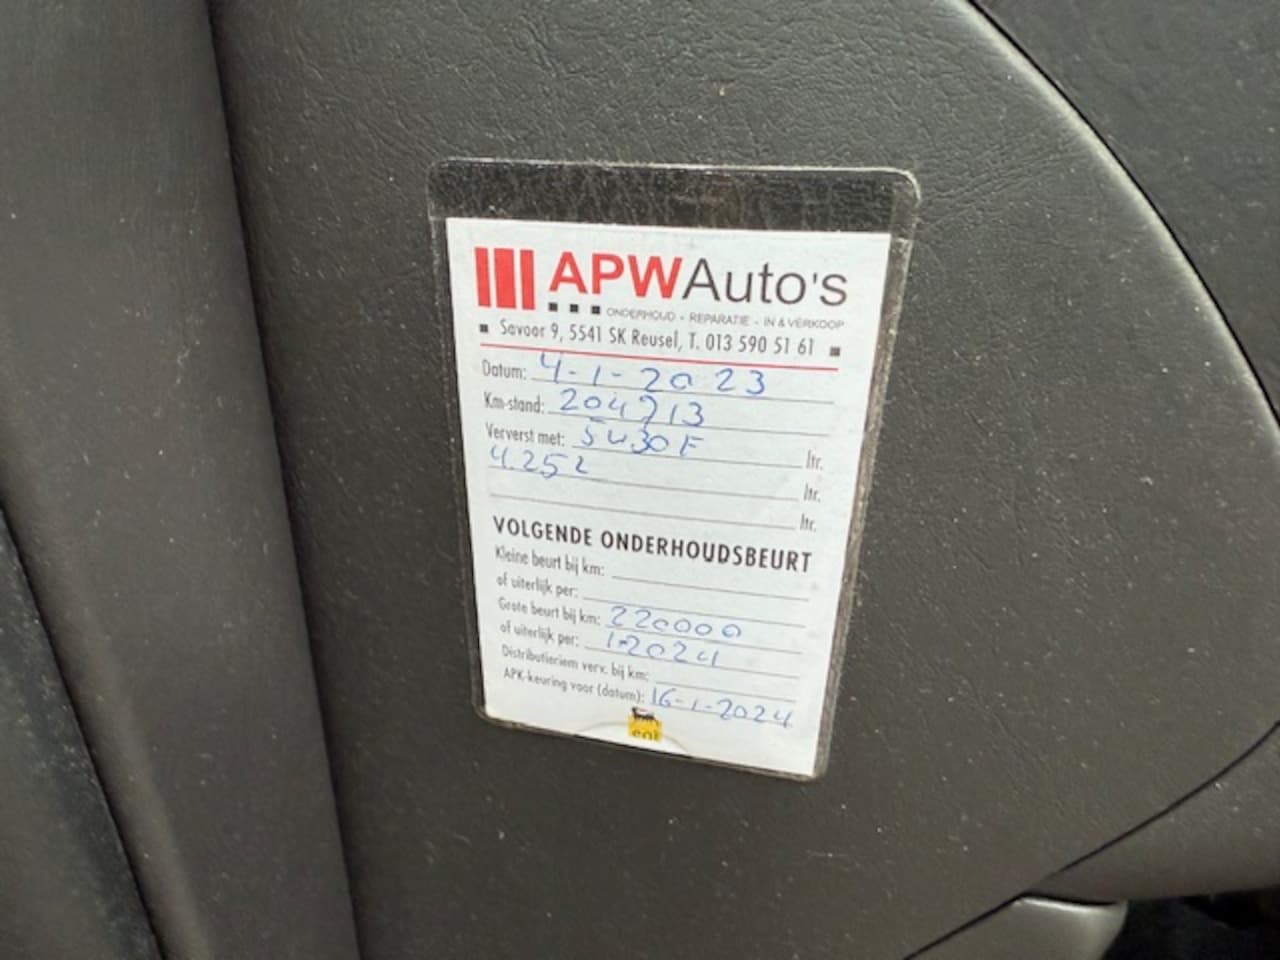 APWAuto's
ONDERHOUD - REPARATIE - IN & VERKOOP
Savoor 9, 5541 SK Reusel, T. 013 590 51 61
Datum: 4-1-2023
Km-stand: 204713
Ververst met: 5W30F ltr.
4.25L ltr.
ltr.
VOLGENDE ONDERHOUDSBEURT
Kleine beurt bij km:
of uiterlijk per:
Grote beurt bij km: 220000
of uiterlijk per: 1-2024
Distributieriem verv. bij km:
APK-keuring voor (datum): 16-1-2024